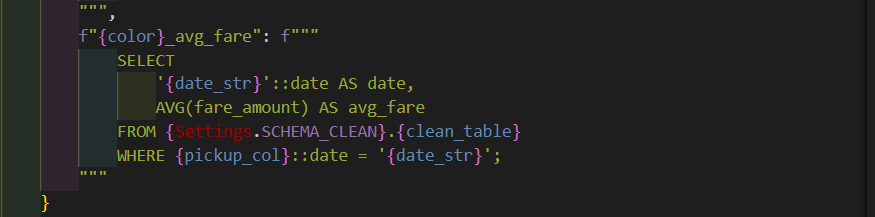 """,
f"{color}_avg_fare": f"""
SELECT
'{date_str}'::date AS date,
AVG(fare_amount) AS avg_fare
FROM {Settings.SCHEMA_CLEAN}.{clean_table}
WHERE {pickup_col}::date = '{date_str}';
"""
}